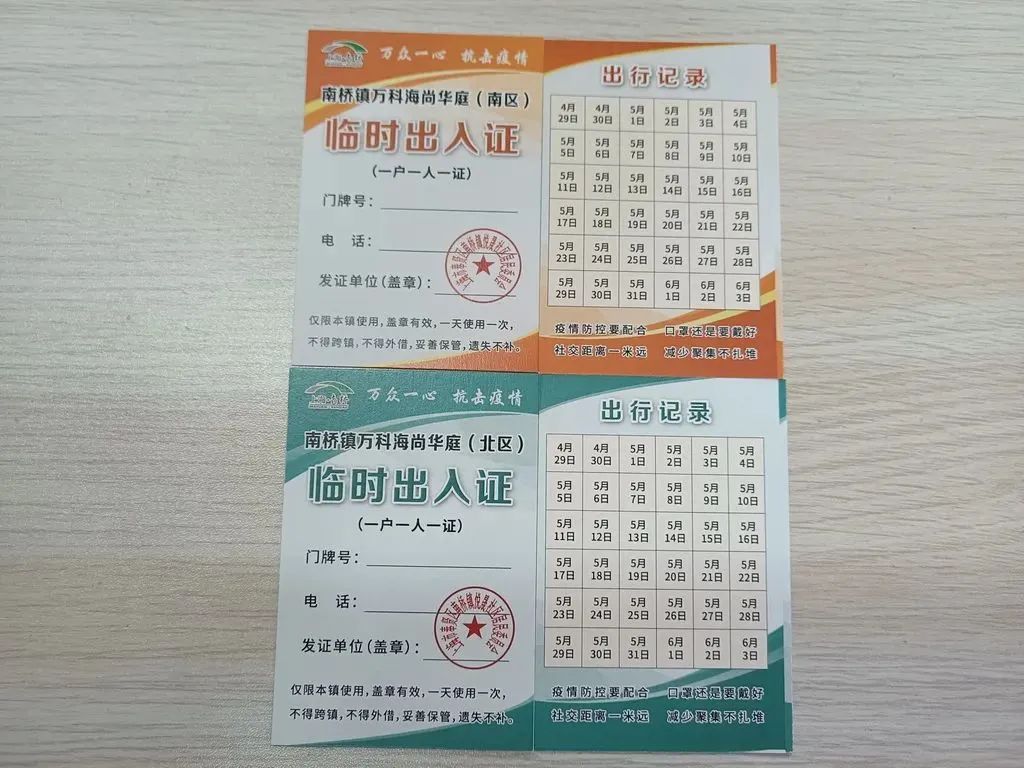 万众一心 抗击疫情
南桥镇万科海尚华庭（南区）
临时出入证
（一户一人一证）
门牌号：
电 话：
发证单位（盖章）：
仅限本镇使用，盖章有效，一天使用一次，
不得跨镇，不得外借，妥善保管，遗失不补。
出行记录
4月 4月 5月 5月 5月 5月
29日 30日 1日 2日 3日 4日
5月 5月 5月 5月 5月 5月
5日 6日 7日 8日 9日 10日
5月 5月 5月 5月 5月 5月
11日 12日 13日 14日 15日 16日
5月 5月 5月 5月 5月 5月
17日 18日 19日 20日 21日 22日
5月 5月 5月 5月 5月 5月
23日 24日 25日 26日 27日 28日
5月 5月 5月 6月 6月 6月
29日 30日 31日 1日 2日 3日
疫情防控要配合 口罩还是要戴好
社交距离一米远 减少聚集不扎堆
万众一心 抗击疫情
南桥镇万科海尚华庭（北区）
临时出入证
（一户一人一证）
门牌号：
电 话：
发证单位（盖章）：
仅限本镇使用，盖章有效，一天使用一次，
不得跨镇，不得外借，妥善保管，遗失不补。
出行记录
4月 4月 5月 5月 5月 5月
29日 30日 1日 2日 3日 4日
5月 5月 5月 5月 5月 5月
5日 6日 7日 8日 9日 10日
5月 5月 5月 5月 5月 5月
11日 12日 13日 14日 15日 16日
5月 5月 5月 5月 5月 5月
17日 18日 19日 20日 21日 22日
5月 5月 5月 5月 5月 5月
23日 24日 25日 26日 27日 28日
5月 5月 5月 6月 6月 6月
29日 30日 31日 1日 2日 3日
疫情防控要配合 口罩还是要戴好
社交距离一米远 减少聚集不扎堆